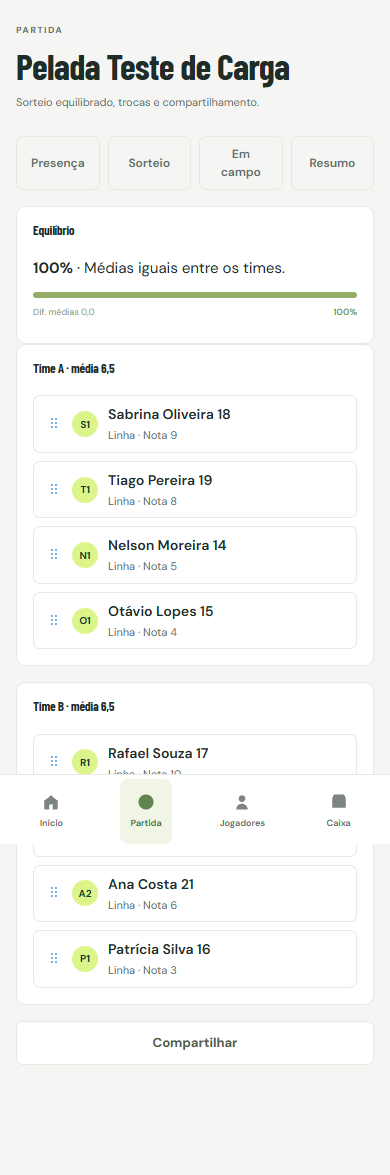 PARTIDA
Pelada Teste de Carga
Sorteio equilibrado, trocas e compartilhamento.
Presença
Sorteio
Em
campo
Resumo
Equilíbrio
100% · Médias iguais entre os times.
Dif. médias 0,0
100%
Time A · média 6,5
S1
Sabrina Oliveira 18
Linha · Nota 9
T1
Tiago Pereira 19
Linha · Nota 8
N1
Nelson Moreira 14
Linha · Nota 5
O1
Otávio Lopes 15
Linha · Nota 4
Time B · média 6,5
R1
Rafael Souza 17
Linha · Nota 10
Início
Partida
Jogadores
Caixa
A2
Ana Costa 21
Linha · Nota 6
P1
Patrícia Silva 16
Linha · Nota 3
Compartilhar